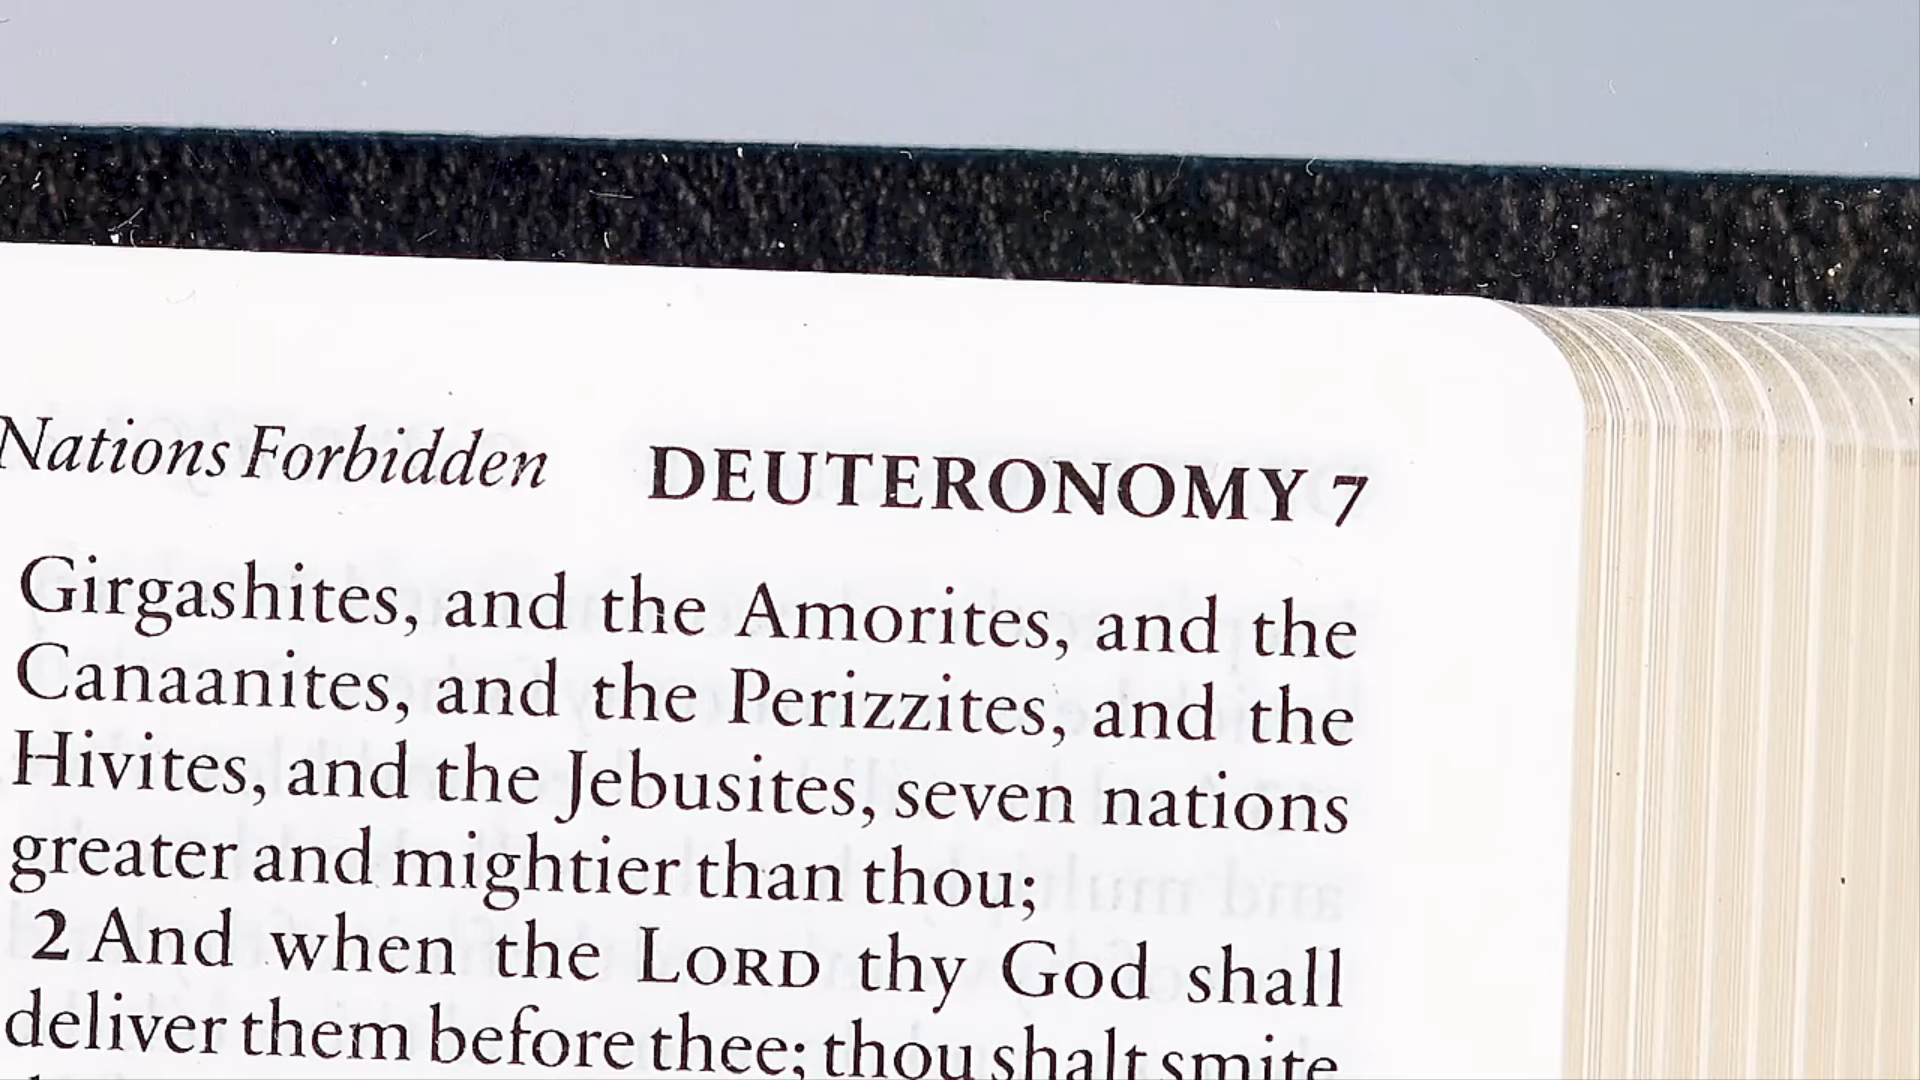 Nations Forbidden DEUTERONOMY 7
Girgashites, and the Amorites, and the
Canaanites, and the Perizzites, and the
Hivites, and the Jebusites, seven nations
greater and mightier than thou;
2 And when the LORD thy God shall
deliver them before thee; thou shalt smite